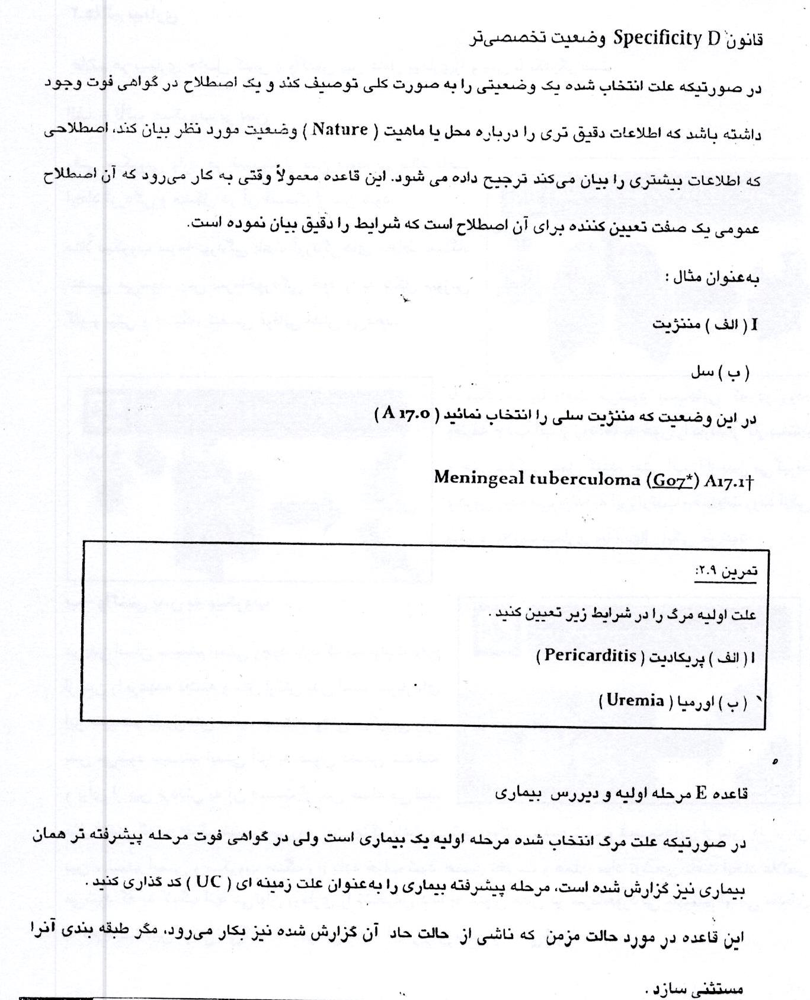 قانون Specificity D وضعیت تخصصی‌تر
در صورتیکه علت انتخاب شده یک وضعیتی را به صورت کلی توصیف کند و یک اصطلاح در گواهی فوت وجود
داشته باشد که اطلاعات دقیق تری را درباره محل یا ماهیت ( Nature ) وضعیت مورد نظر بیان کند، اصطلاحی
که اطلاعات بیشتری را بیان می‌کند ترجیح داده می شود. این قاعده معمولاً وقتی به کار می‌رود که آن اصطلاح
عمومی یک صفت تعیین کننده برای آن اصطلاح است که شرایط را دقیق بیان نموده است.
به‌عنوان مثال :
I ( الف ) مننژیت
( ب ) سل
در این وضعیت که مننژیت سلی را انتخاب نمائید ( A 17.0 )
Meningeal tuberculoma (G07*) A17.1†
تمرین ۲.۹:
علت اولیه مرگ را در شرایط زیر تعیین کنید .
I ( الف ) پریکادیت ( Pericarditis )
( ب ) اورمیا ( Uremia )
قاعده E مرحله اولیه و دیررس بیماری
در صورتیکه علت مرگ انتخاب شده مرحله اولیه یک بیماری است ولی در گواهی فوت مرحله پیشرفته تر همان
بیماری نیز گزارش شده است، مرحله پیشرفته بیماری را به‌عنوان علت زمینه ای ( UC ) کد گذاری کنید .
این قاعده در مورد حالت مزمن که ناشی از حالت حاد آن گزارش شده نیز بکار می‌رود، مگر طبقه بندی آنرا
مستثنی سازد .